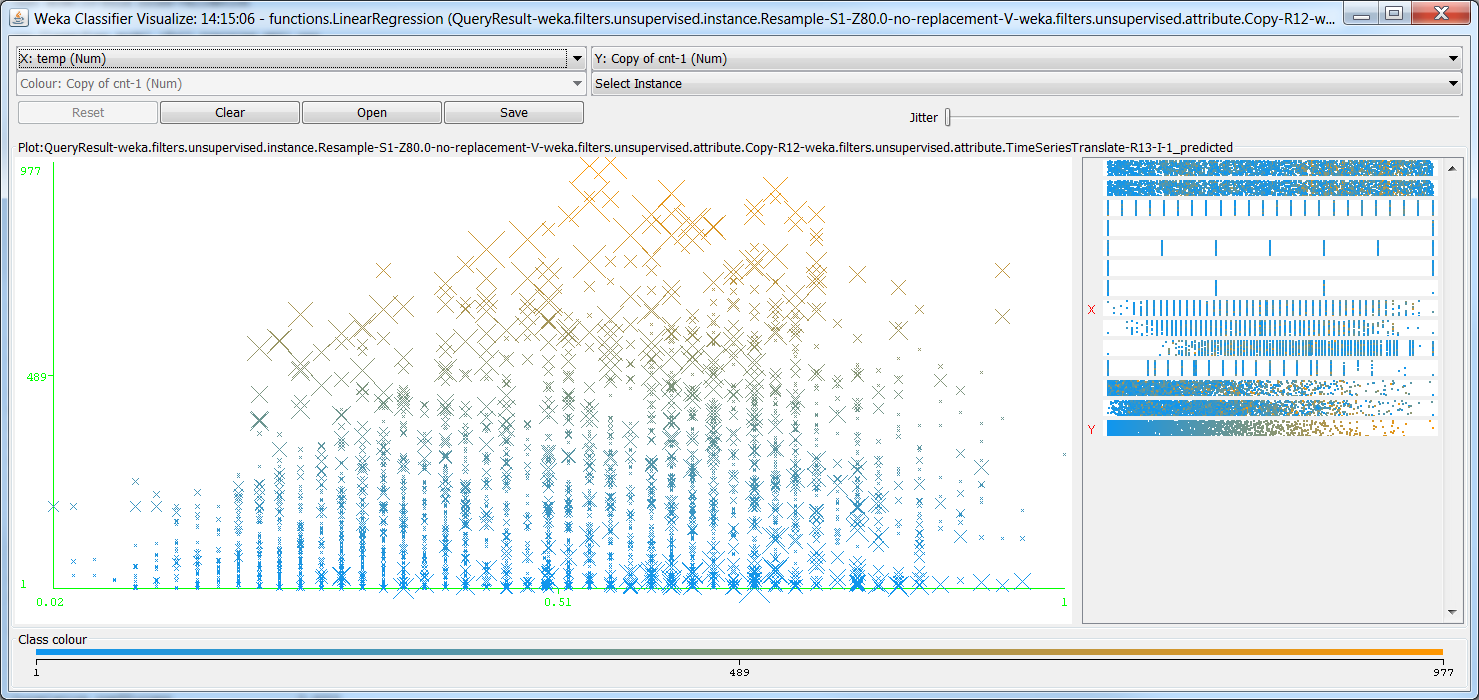 Weka Classifier Visualize: 14:15:06 - functions.LinearRegression (QueryResult-weka.filters.unsupervised.instance.Resample-S1-Z80.0-no-replacement-V-weka.filters.unsupervised.attribute.Copy-R12-w...
X: temp (Num)
Y: Copy of cnt-1 (Num)
Colour: Copy of cnt-1 (Num)
Select Instance
Reset
Clear
Open
Save
Jitter
Plot:QueryResult-weka.filters.unsupervised.instance.Resample-S1-Z80.0-no-replacement-V-weka.filters.unsupervised.attribute.Copy-R12-weka.filters.unsupervised.attribute.TimeSeriesTranslate-R13-I-1_predicted
977
489
1
0.02
0.51
1
X
Y
Class colour
1
489
977